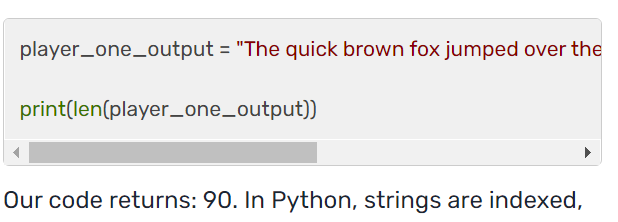 player_one_output = "The quick brown fox jumped over the
print(len(player_one_output))
Our code returns: 90. In Python, strings are indexed,